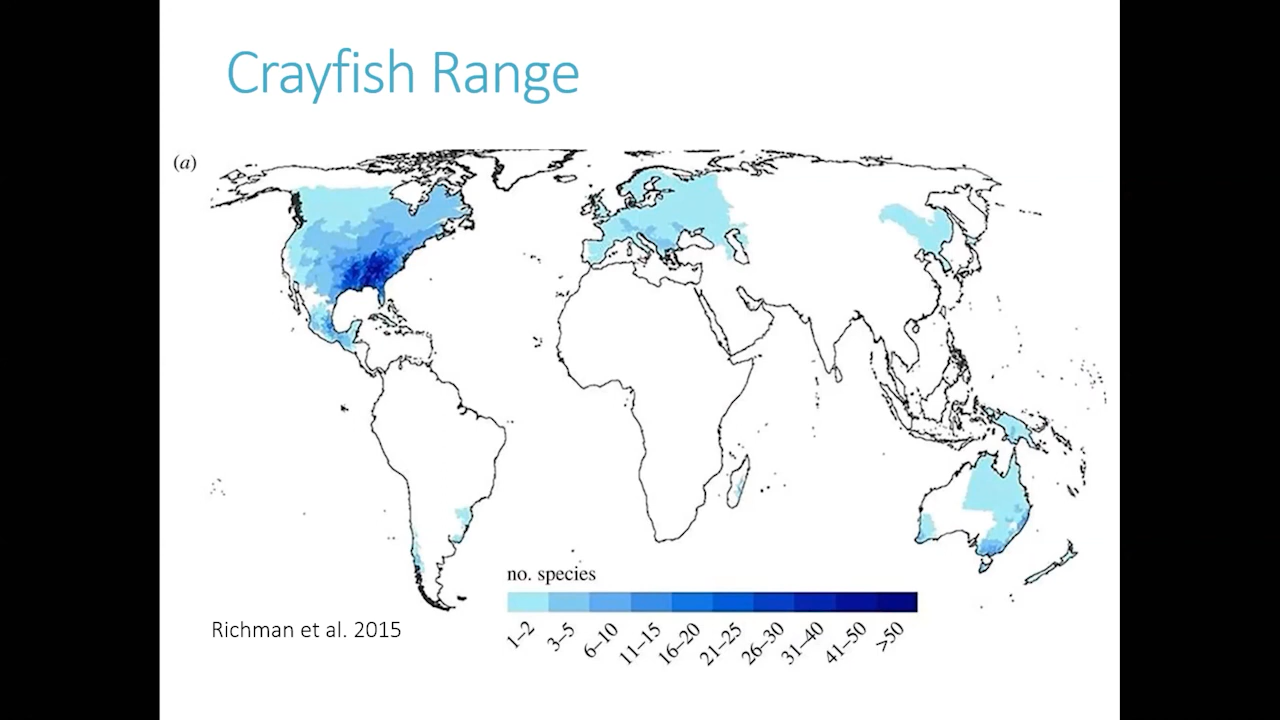 Crayfish Range
(a)
no. species
1–2
3–5
6–10
11–15
16–20
21–25
26–30
31–40
41–50
>50
Richman et al. 2015